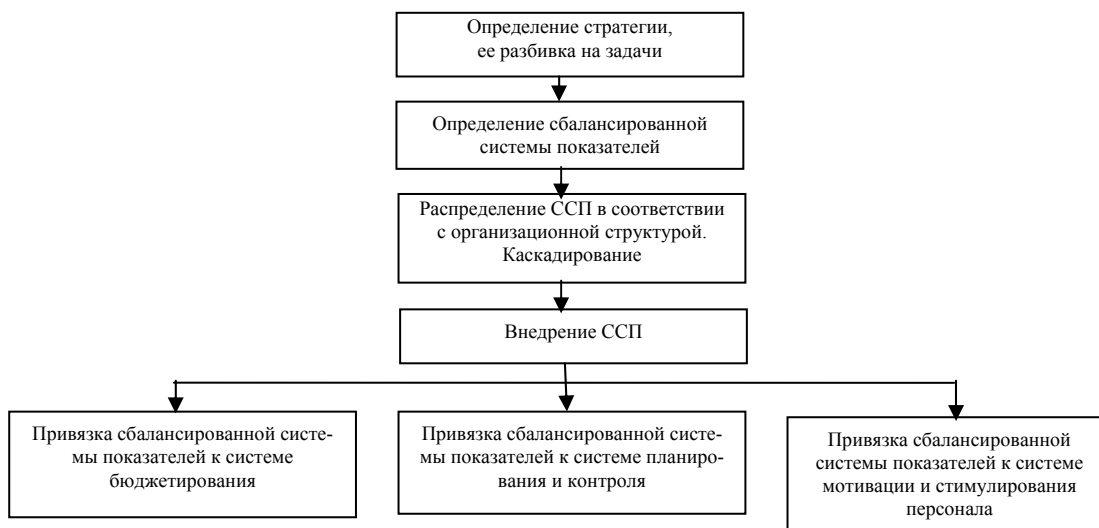 Определение стратегии,
ее разбивка на задачи
Определение сбалансированной
системы показателей
Распределение ССП в соответствии
с организационной структурой.
Каскадирование
Внедрение ССП
Привязка сбалансированной систе-
мы показателей к системе
бюджетирования
Привязка сбалансированной систе-
мы показателей к системе планиро-
вания и контроля
Привязка сбалансированной
системы показателей к системе
мотивации и стимулирования
персонала